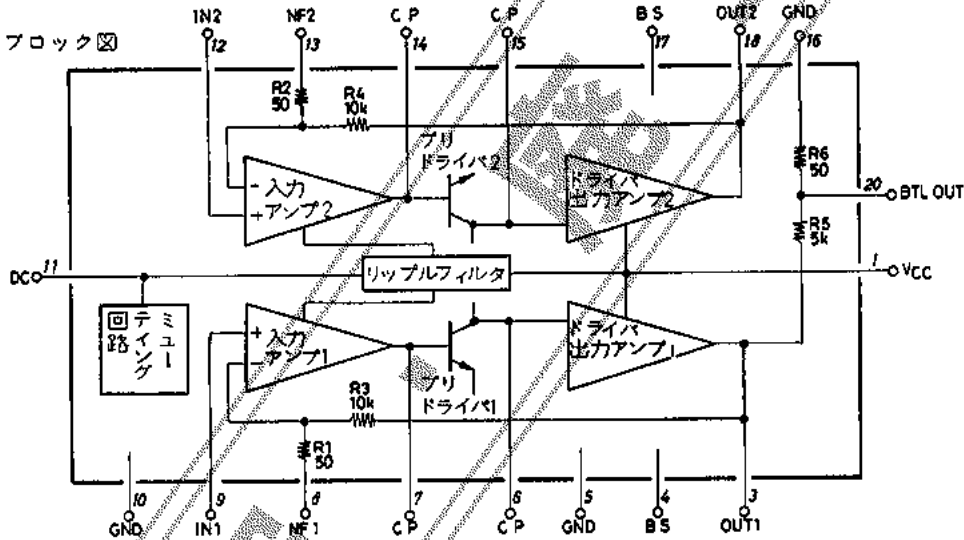 ブロック図
IN2
NF2
CP
CP
BS
OUT2
GND
12
13
14
15
17
18
16
R2
50
R4
10k
プリ
ドライバ2
R6
50
入力
アンプ2
ドライバ
出力アンプ2
20
BTL OUT
R5
5k
DC
11
リップルフィルタ
1
VCC
ミュー
ティング
回路
入力
アンプ1
ドライバ
出力アンプ1
プリ
ドライバ1
R3
10k
R1
50
10
9
8
7
6
5
4
3
GND
IN1
NF1
CP
CP
GND
BS
OUT1